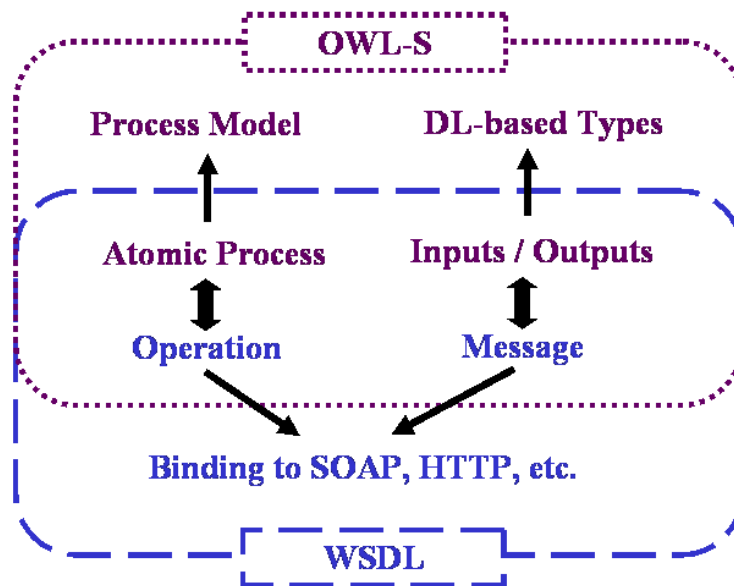 OWL-S
Process Model
DL-based Types
Atomic Process
Inputs / Outputs
Operation
Message
Binding to SOAP, HTTP, etc.
WSDL